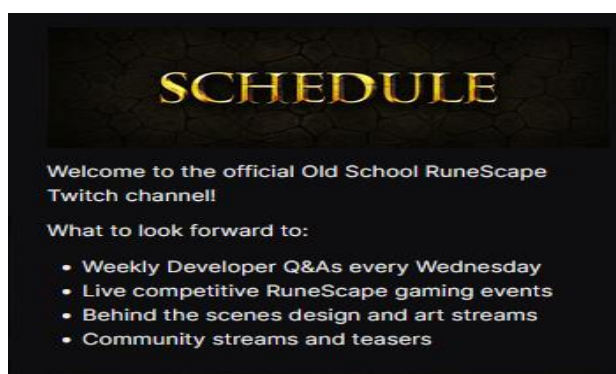 SCHEDULE
Welcome to the official Old School RuneScape
Twitch channel!
What to look forward to:
• Weekly Developer Q&As every Wednesday
• Live competitive RuneScape gaming events
• Behind the scenes design and art streams
• Community streams and teasers